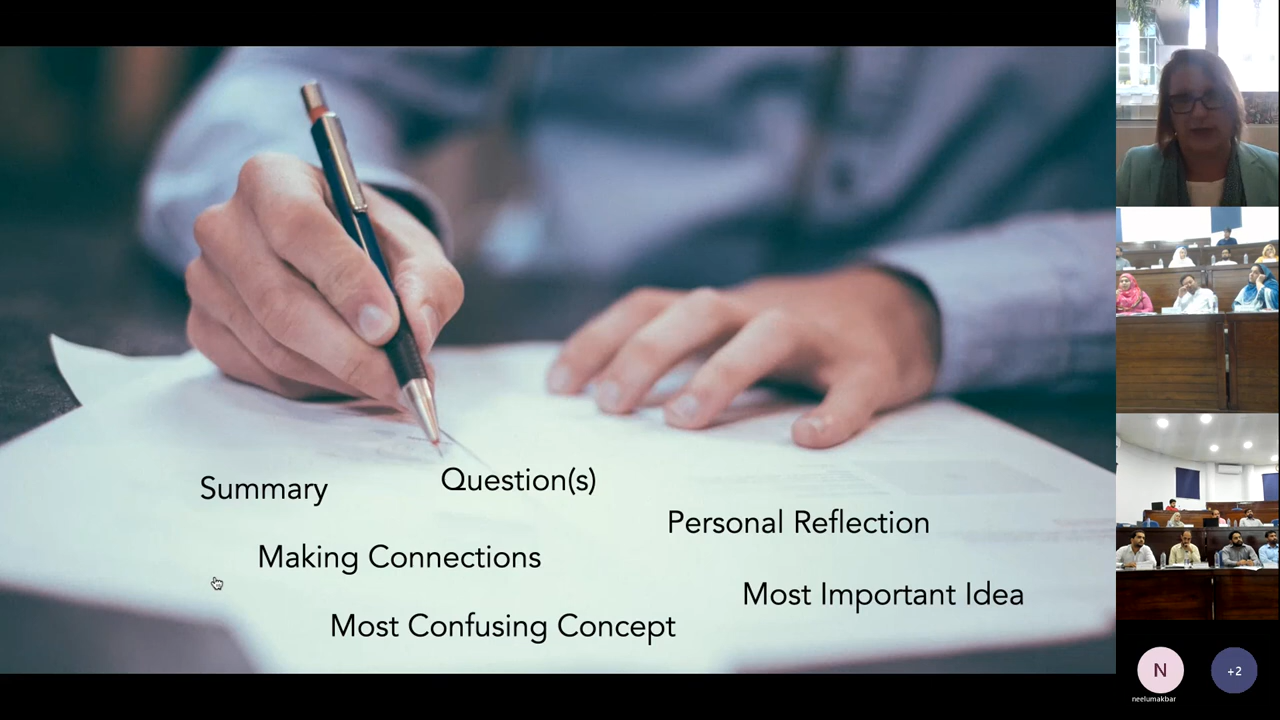 Summary
Question(s)
Personal Reflection
Making Connections
Most Important Idea
Most Confusing Concept
N
+2
neelumakbar